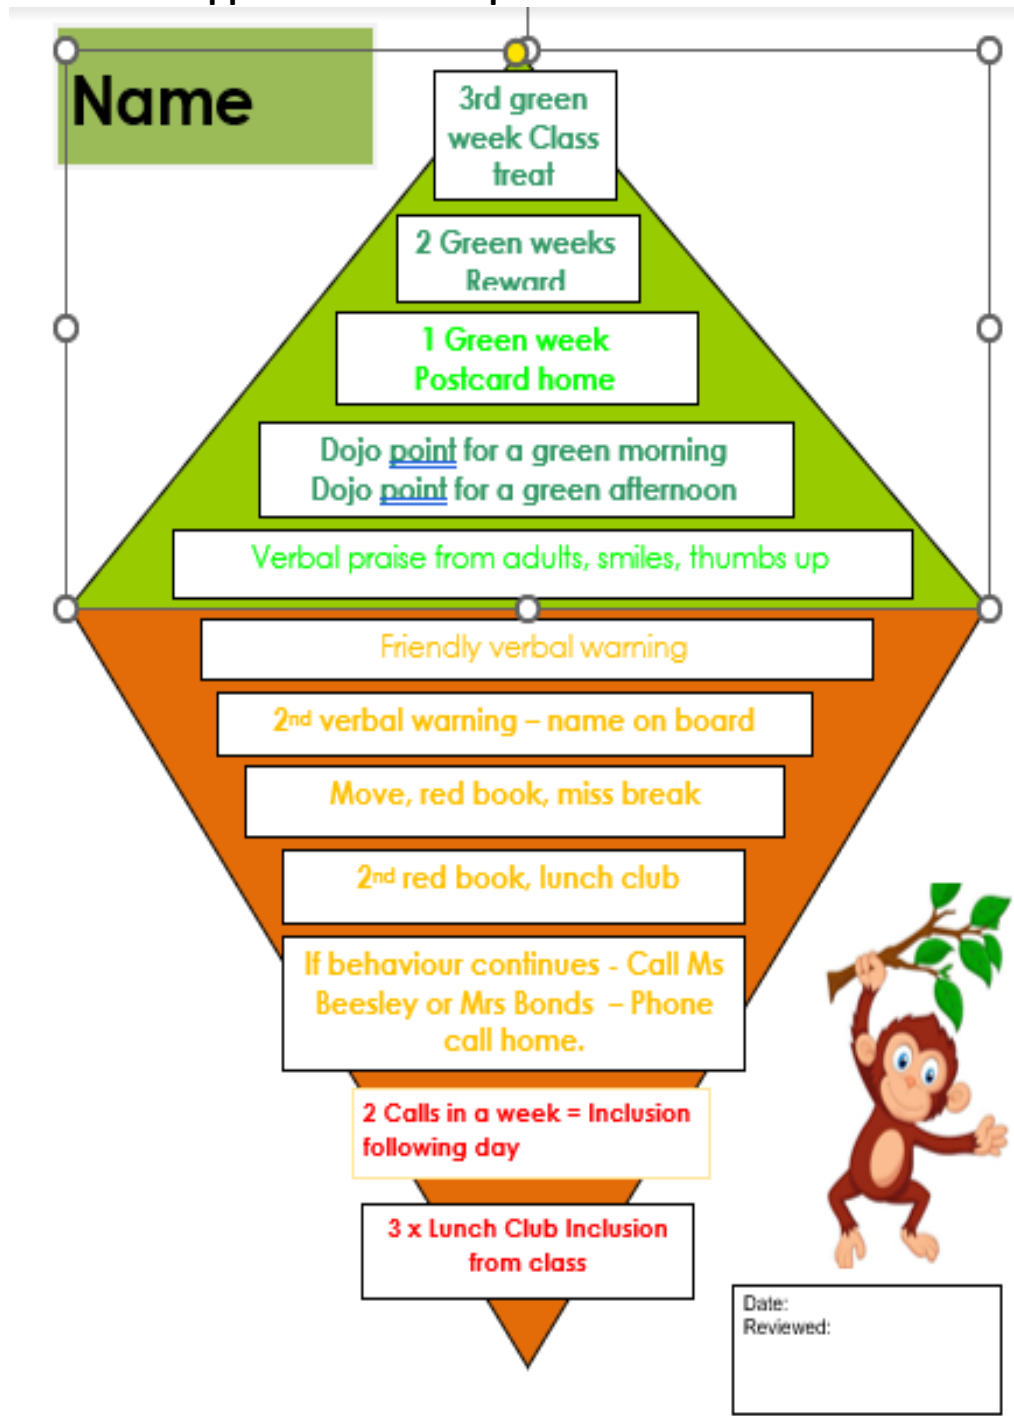 Name
3rd green
week Class
treat
2 Green weeks
Reward
1 Green week
Postcard home
Dojo point for a green morning
Dojo point for a green afternoon
Verbal praise from adults, smiles, thumbs up
Friendly verbal warning
2nd verbal warning – name on board
Move, red book, miss break
2nd red book, lunch club
If behaviour continues - Call Ms
Beesley or Mrs Bonds – Phone
call home.
2 Calls in a week = Inclusion
following day
3 x Lunch Club Inclusion
from class
Date:
Reviewed: